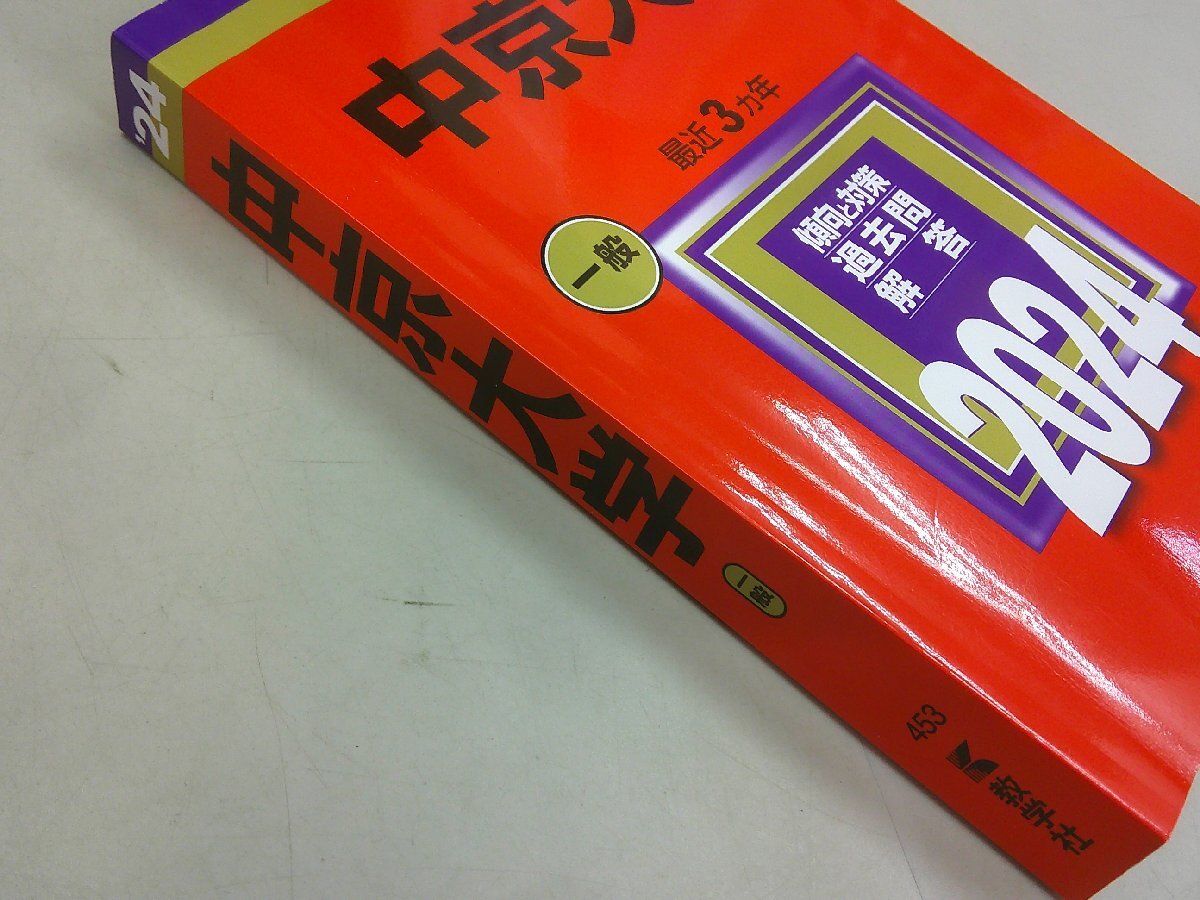 中京大
最近3カ年
一般
傾向と対策
過去問
解答
2024
'24
中京大学
一般
453
教学社